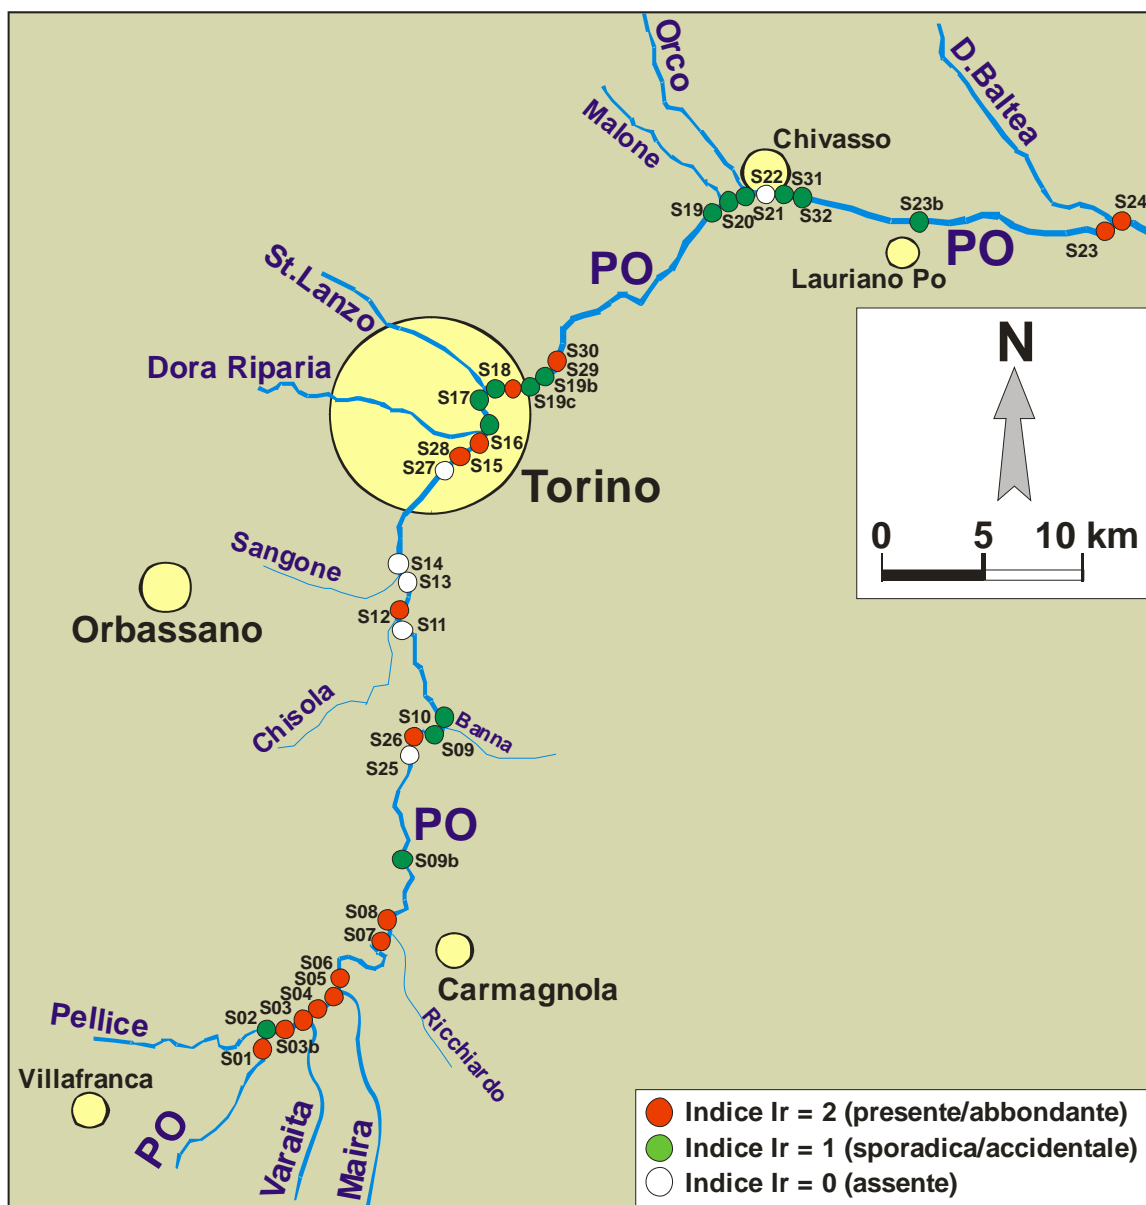 Orco
D.Baltea
Malone
Chivasso
S22
S31
S19
S20
S21
S32
S23b
S24
S23
PO
PO
Lauriano Po
St.Lanzo
Dora Riparia
S30
S29
S18
S19b
S17
S19c
S16
S28
S15
S27
Torino
N
0 5 10 km
Sangone
S14
S13
S12
S11
Orbassano
Chisola
S10
Banna
S26
S09
S25
PO
S09b
S08
S07
S06
S05
S04
S03
S02
S03b
S01
Carmagnola
Ricchiardo
Pellice
Villafranca
PO
Varaita
Maira
Indice Ir = 2 (presente/abbondante)
Indice Ir = 1 (sporadica/accidentale)
Indice Ir = 0 (assente)